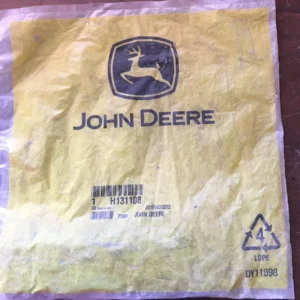 JOHN DEERE
1 H131108
JOHN DEERE
4
LDPE
DY11898